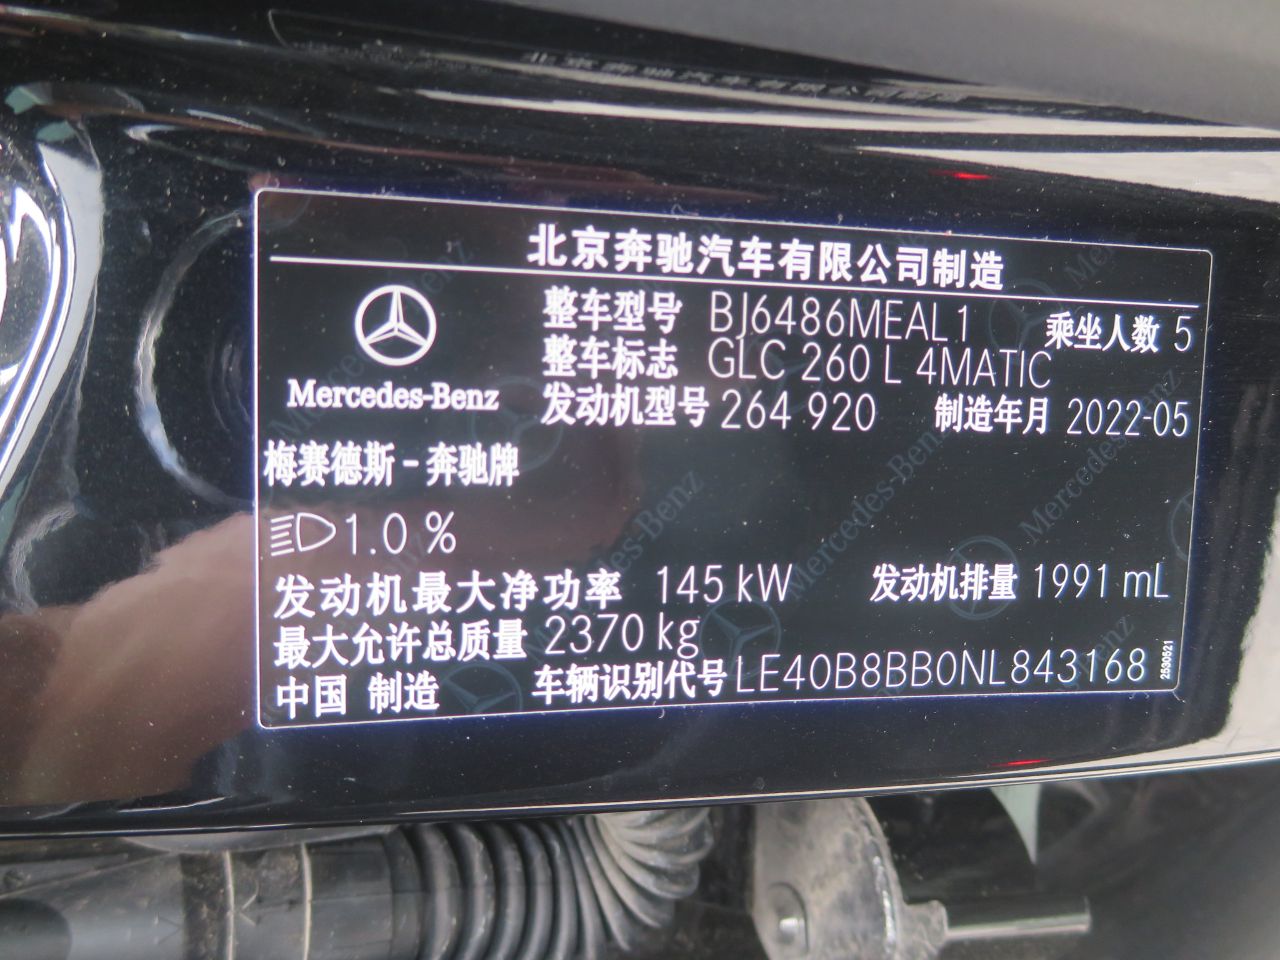 北京奔驰汽车有限公司制造
整车型号 BJ6486MEAL1 乘坐人数 5
整车标志 GLC 260 L 4MATIC
发动机型号 264 920 制造年月 2022-05
Mercedes-Benz
梅赛德斯-奔驰牌
1.0 %
发动机最大净功率 145 kW 发动机排量 1991 mL
最大允许总质量 2370 kg
中国 制造 车辆识别代号 LE40B8BB0NL843168
2530521